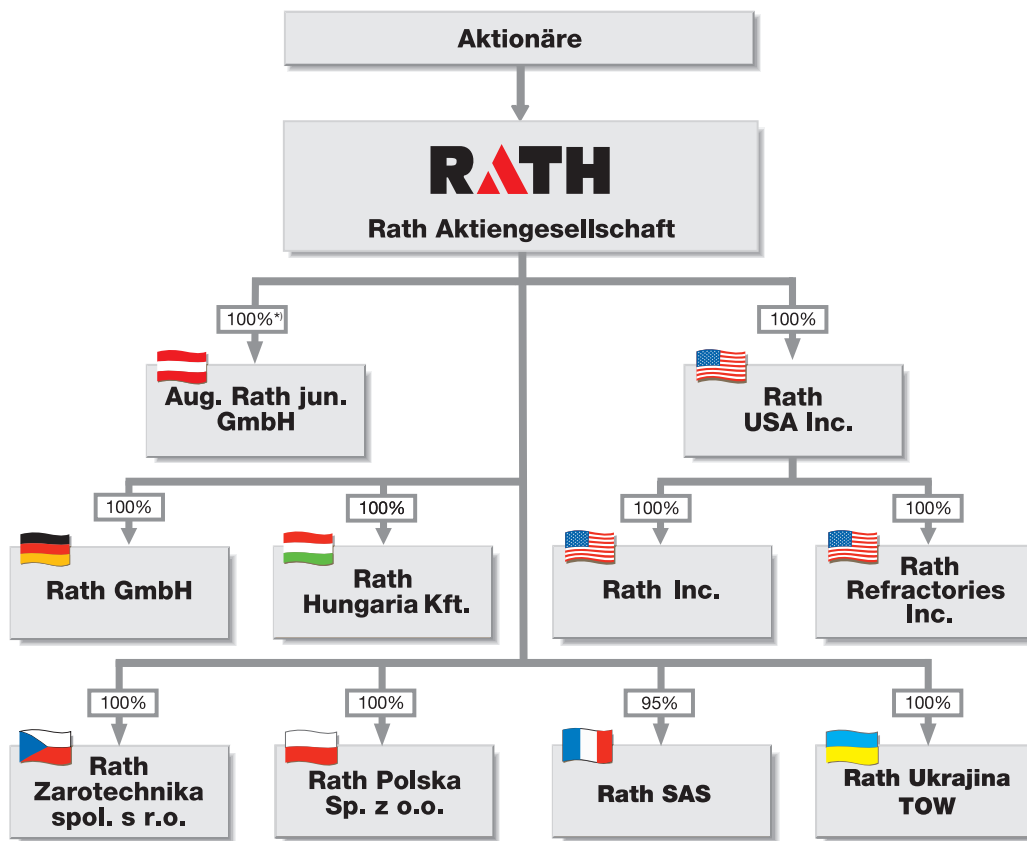 Aktionäre
RATH
Rath Aktiengesellschaft
100%*)
100%
Aug. Rath jun.
GmbH
Rath
USA Inc.
100%
100%
100%
100%
Rath GmbH
Rath
Hungaria Kft.
Rath Inc.
Rath
Refractories
Inc.
100%
100%
95%
100%
Rath
Zarotechnika
spol. s r.o.
Rath Polska
Sp. z o.o.
Rath SAS
Rath Ukrajina
TOW